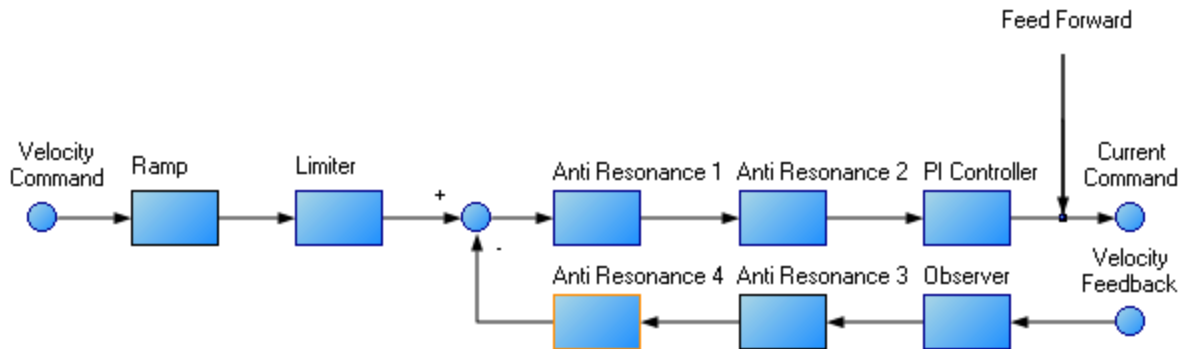 Feed Forward
Velocity
Command
Ramp
Limiter
Anti Resonance 1
Anti Resonance 2
PI Controller
Current
Command
+
-
Anti Resonance 4
Anti Resonance 3
Observer
Velocity
Feedback